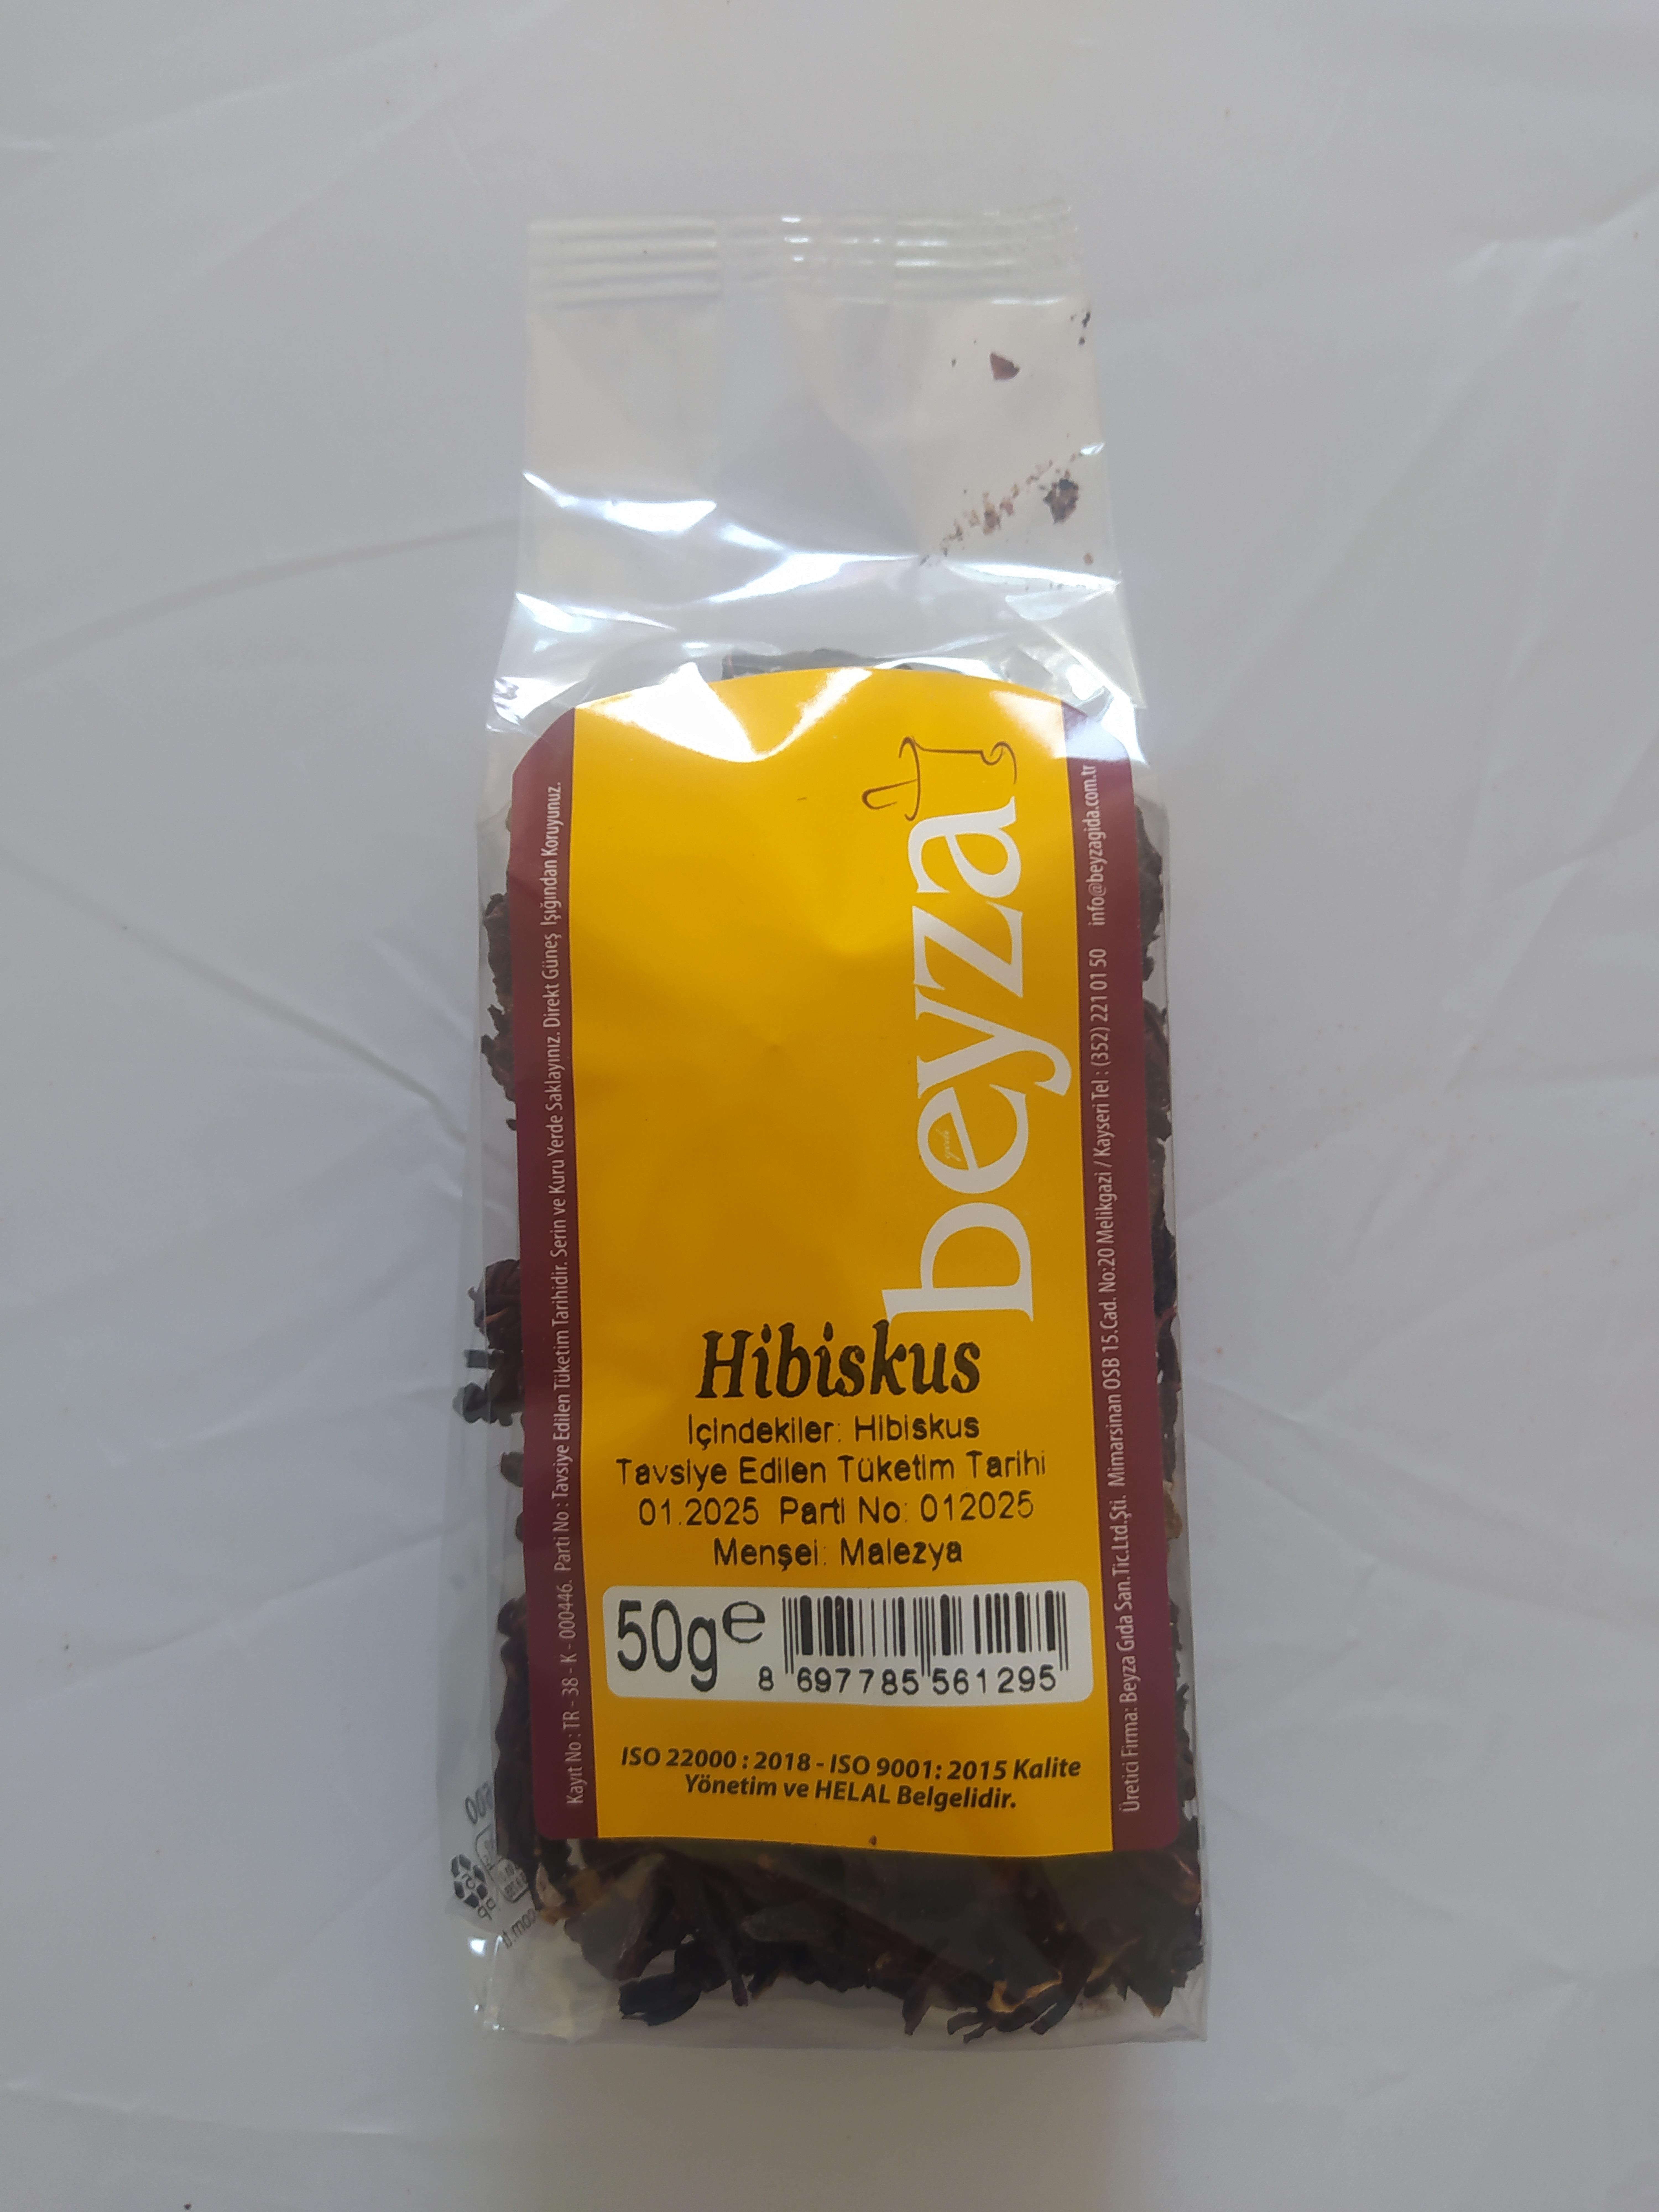 Kayıt No : TR - 38 - K - 000446. Parti No : Tavsiye Edilen Tüketim Tarihidir. Serin ve Kuru Yerde Saklayınız. Direkt Güneş Işığından Koruyunuz.
beyza
Hibiskus
İçindekiler: Hibiskus
Tavsiye Edilen Tüketim Tarihi
01.2025 Parti No: 012025
Menşei: Malezya
50g℮
8 697785 561295
ISO 22000 : 2018 - ISO 9001: 2015 Kalite
Yönetim ve HELAL Belgelidir.
Üretici Firma: Beyza Gıda San.Tic.Ltd.Şti. Mimarsinan OSB 15.Cad. No:20 Melikgazi / Kayseri Tel : (352) 221 01 50 info@beyzagida.com.tr
5
PP